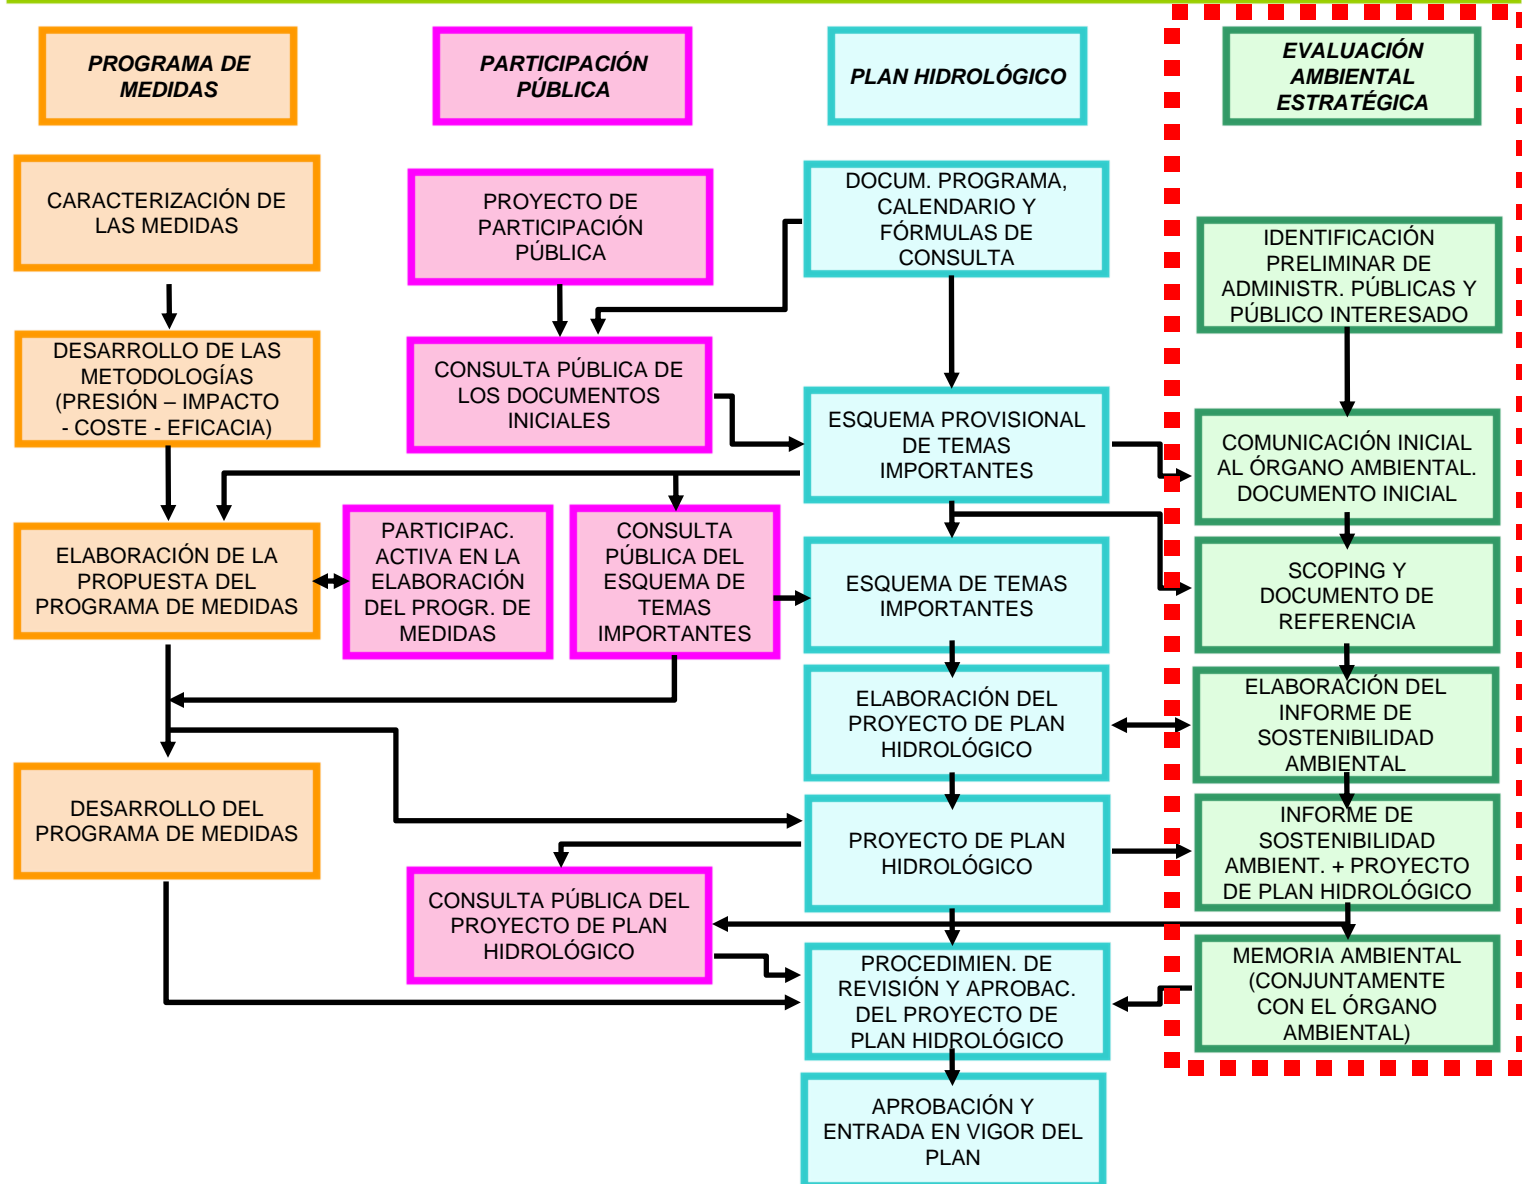 PROGRAMA DE
MEDIDAS
PARTICIPACIÓN
PÚBLICA
PLAN HIDROLÓGICO
EVALUACIÓN
AMBIENTAL
ESTRATÉGICA
CARACTERIZACIÓN DE
LAS MEDIDAS
PROYECTO DE
PARTICIPACIÓN
PÚBLICA
DOCUM. PROGRAMA,
CALENDARIO Y
FÓRMULAS DE
CONSULTA
IDENTIFICACIÓN
PRELIMINAR DE
ADMINISTR. PÚBLICAS Y
PÚBLICO INTERESADO
DESARROLLO DE LAS
METODOLOGÍAS
(PRESIÓN – IMPACTO
- COSTE - EFICACIA)
CONSULTA PÚBLICA DE
LOS DOCUMENTOS
INICIALES
ESQUEMA PROVISIONAL
DE TEMAS
IMPORTANTES
COMUNICACIÓN INICIAL
AL ÓRGANO AMBIENTAL.
DOCUMENTO INICIAL
ELABORACIÓN DE LA
PROPUESTA DEL
PROGRAMA DE MEDIDAS
PARTICIPAC.
ACTIVA EN LA
ELABORACIÓN
DEL PROGR. DE
MEDIDAS
CONSULTA
PÚBLICA DEL
ESQUEMA DE
TEMAS
IMPORTANTES
ESQUEMA DE TEMAS
IMPORTANTES
SCOPING Y
DOCUMENTO DE
REFERENCIA
ELABORACIÓN DEL
PROYECTO DE PLAN
HIDROLÓGICO
ELABORACIÓN DEL
INFORME DE
SOSTENIBILIDAD
AMBIENTAL
DESARROLLO DEL
PROGRAMA DE MEDIDAS
PROYECTO DE PLAN
HIDROLÓGICO
INFORME DE
SOSTENIBILIDAD
AMBIENT. + PROYECTO
DE PLAN HIDROLÓGICO
CONSULTA PÚBLICA DEL
PROYECTO DE PLAN
HIDROLÓGICO
PROCEDIMIEN. DE
REVISIÓN Y APROBAC.
DEL PROYECTO DE
PLAN HIDROLÓGICO
MEMORIA AMBIENTAL
(CONJUNTAMENTE
CON EL ÓRGANO
AMBIENTAL)
APROBACIÓN Y
ENTRADA EN VIGOR DEL
PLAN